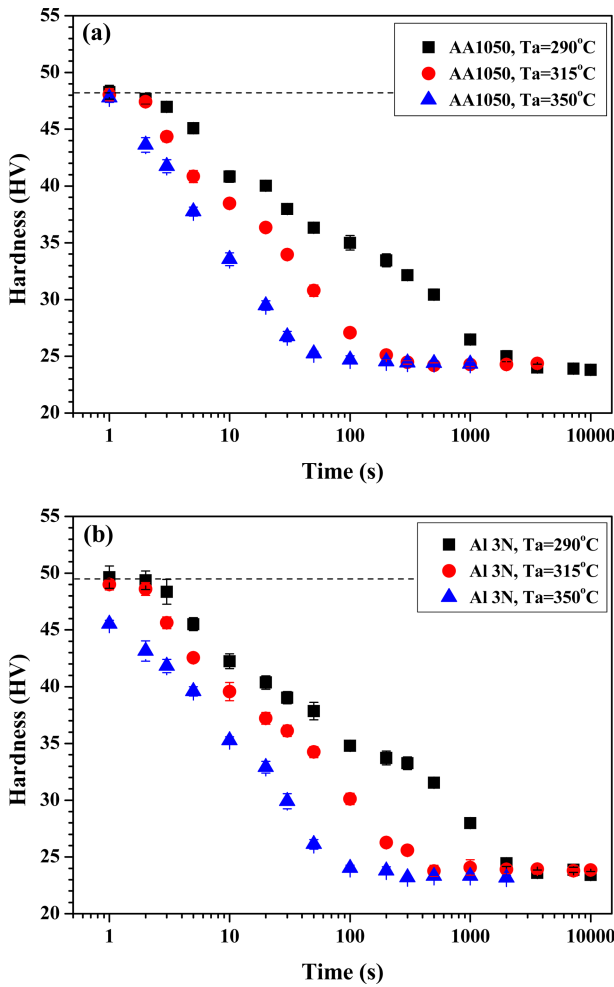 (a)
AA1050, Ta=290°C
AA1050, Ta=315°C
AA1050, Ta=350°C
55
50
45
40
35
30
25
20
Hardness (HV)
1 10 100 1000 10000
Time (s)
(b)
Al 3N, Ta=290°C
Al 3N, Ta=315°C
Al 3N, Ta=350°C
55
50
45
40
35
30
25
20
Hardness (HV)
1 10 100 1000 10000
Time (s)